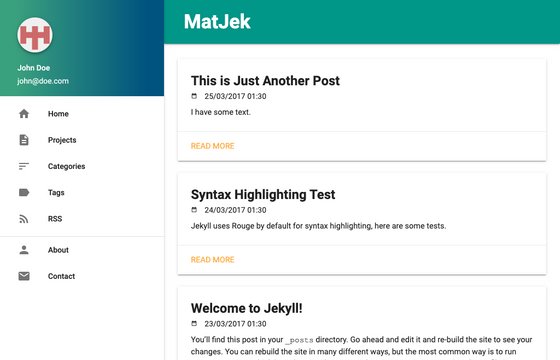 John Doe
john@doe.com
Home
Projects
Categories
Tags
RSS
About
Contact
MatJek
This is Just Another Post
25/03/2017 01:30
I have some text.
READ MORE
Syntax Highlighting Test
24/03/2017 01:30
Jekyll uses Rouge by default for syntax highlighting, here are some tests.
READ MORE
Welcome to Jekyll!
23/03/2017 01:30
You’ll find this post in your _posts directory. Go ahead and edit it and re-build the site to see your
changes. You can rebuild the site in many different ways, but the most common way is to run